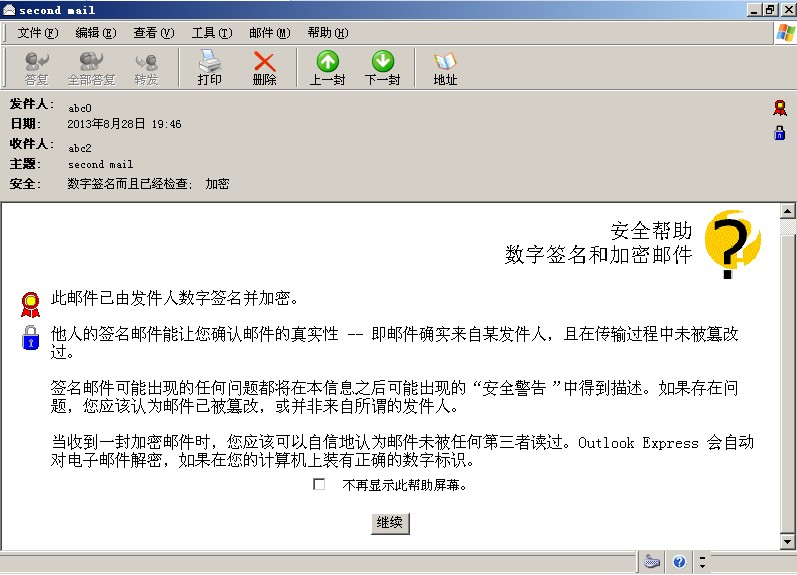 second mail
文件(F) 编辑(E) 查看(V) 工具(T) 邮件(M) 帮助(H)
答复 全部答复 转发 打印 删除 上一封 下一封 地址
发件人: abc0
日期: 2013年8月28日 19:46
收件人: abc2
主题: second mail
安全: 数字签名而且已经检查; 加密
安全帮助
数字签名和加密邮件
?
此邮件已由发件人数字签名并加密。
他人的签名邮件能让您确认邮件的真实性 -- 即邮件确实来自某发件人，且在传输过程中未被篡改
过。
签名邮件可能出现的任何问题都将在本信息之后可能出现的“安全警告”中得到描述。如果存在问
题，您应该认为邮件已被篡改，或并非来自所谓的发件人。
当收到一封加密邮件时，您应该可以自信地认为邮件未被任何第三者读过。Outlook Express 会自动
对电子邮件解密，如果在您的计算机上装有正确的数字标识。
不再显示此帮助屏幕。
继续